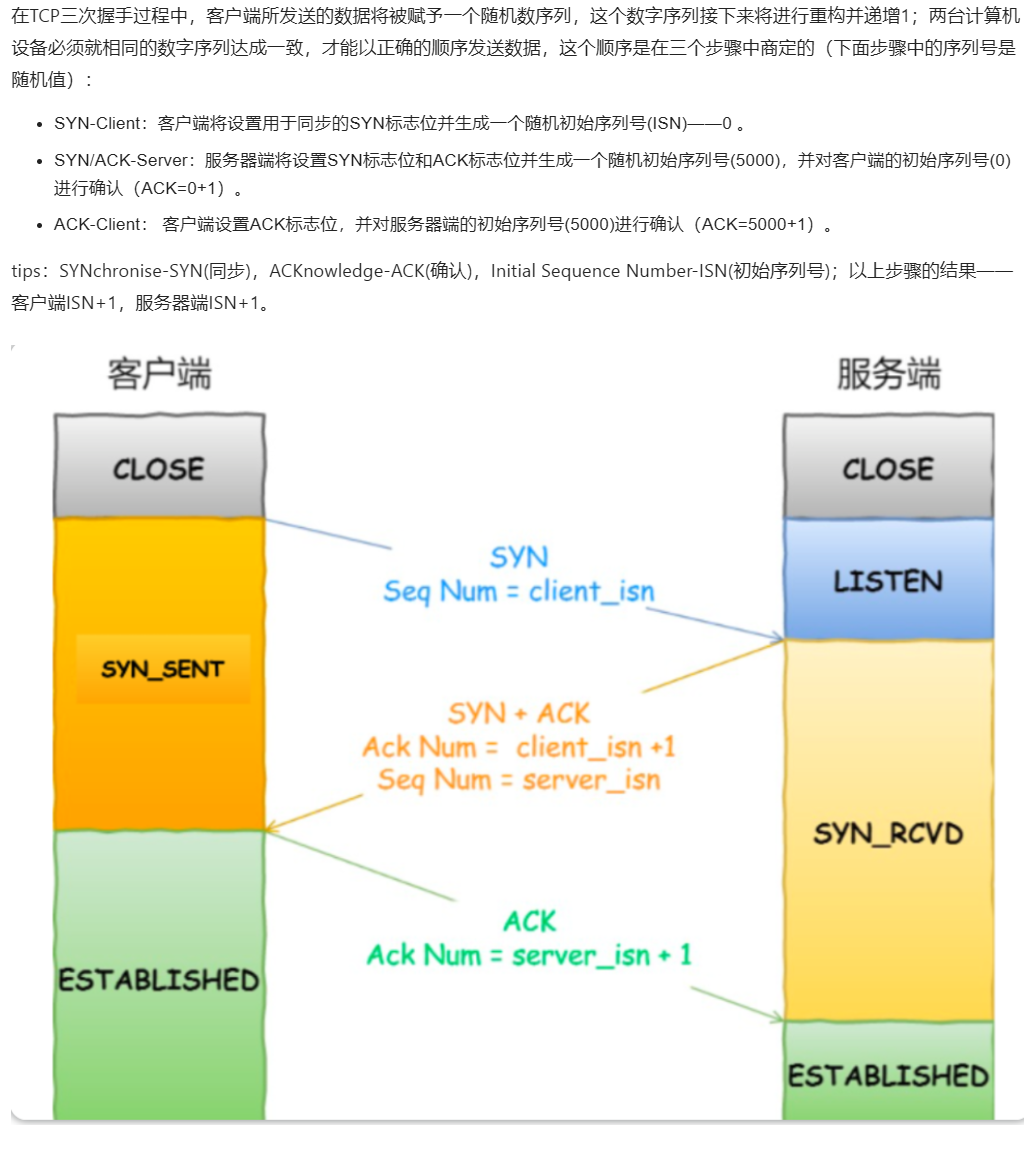 在TCP三次握手过程中，客户端所发送的数据将被赋予一个随机数序列，这个数字序列接下来将进行重构并递增1；两台计算机
设备必须就相同的数字序列达成一致，才能以正确的顺序发送数据，这个顺序是在三个步骤中商定的（下面步骤中的序列号是
随机值）：
• SYN-Client：客户端将设置用于同步的SYN标志位并生成一个随机初始序列号(ISN)——0 。
• SYN/ACK-Server：服务器端将设置SYN标志位和ACK标志位并生成一个随机初始序列号(5000)，并对客户端的初始序列号(0)
进行确认（ACK=0+1）。
• ACK-Client： 客户端设置ACK标志位，并对服务器端的初始序列号(5000)进行确认（ACK=5000+1）。
tips：SYNchronise-SYN(同步)，ACKnowledge-ACK(确认)，Initial Sequence Number-ISN(初始序列号)；以上步骤的结果——
客户端ISN+1，服务器端ISN+1。
客户端
服务端
CLOSE
CLOSE
SYN
Seq Num = client_isn
LISTEN
SYN_SENT
SYN + ACK
Ack Num = client_isn +1
Seq Num = server_isn
SYN_RCVD
ACK
Ack Num = server_isn + 1
ESTABLISHED
ESTABLISHED